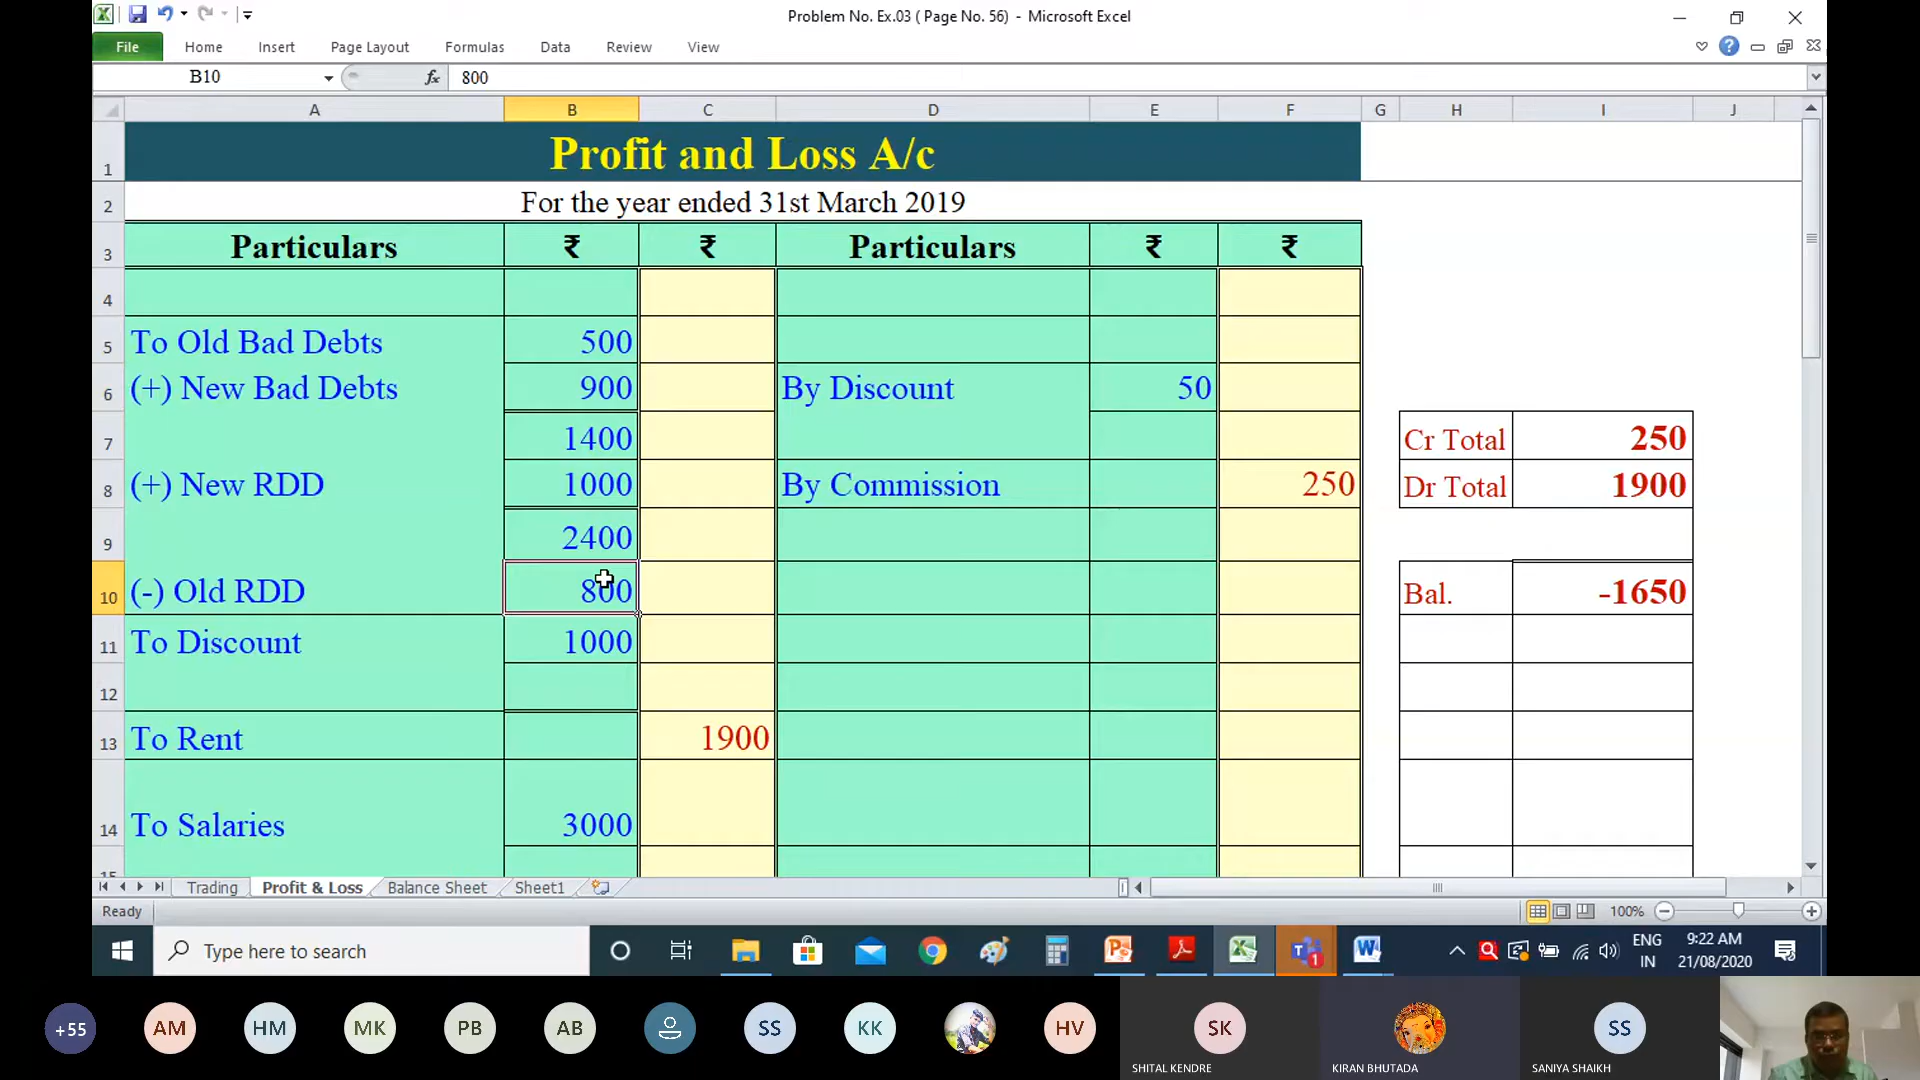 Problem No. Ex.03 ( Page No. 56) - Microsoft Excel
File Home Insert Page Layout Formulas Data Review View
B10 fx 800
A B C D E F G H I J
1 Profit and Loss A/c
2 For the year ended 31st March 2019
3 Particulars ₹ ₹ Particulars ₹ ₹
4
5 To Old Bad Debts 500
6 (+) New Bad Debts 900 By Discount 50
7 1400 Cr Total 250
8 (+) New RDD 1000 By Commission 250 Dr Total 1900
9 2400
10 (-) Old RDD 800 Bal. -1650
11 To Discount 1000
12
13 To Rent 1900
14 To Salaries 3000
15
Trading Profit & Loss Balance Sheet Sheet1
Ready 100%
Type here to search ENG 9:22 AM
IN 21/08/2020
+55 AM HM MK PB AB SS KK HV SK SS
SHITAL KENDRE KIRAN BHUTADA SANIYA SHAIKH